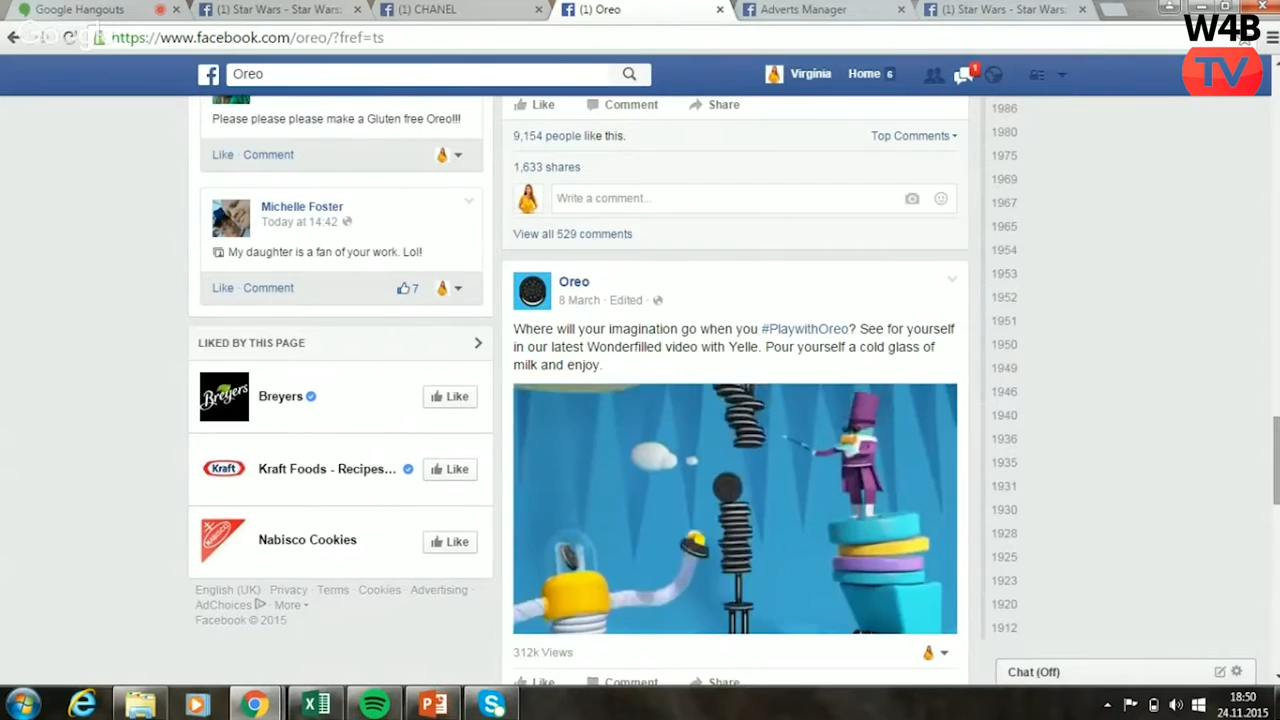 Google Hangouts
(1) Star Wars - Star Wars:
(1) CHANEL
(1) Oreo
Adverts Manager
(1) Star Wars - Star Wars:
Google
https://www.facebook.com/oreo/?fref=ts
W4B
TV
Oreo
Virginia
Home 6
1
Please please please make a Gluten free Oreo!!!
Like · Comment
Michelle Foster
Today at 14:42
My daughter is a fan of your work. Lol!
Like · Comment
7
LIKED BY THIS PAGE
Breyers
Breyers
Like
Kraft
Kraft Foods - Recipes...
Like
NABISCO
Nabisco Cookies
Like
English (UK) · Privacy · Terms · Cookies · Advertising ·
AdChoices · More
Facebook © 2015
Like Comment Share
9,154 people like this.
Top Comments
1,633 shares
Write a comment...
View all 529 comments
Oreo
8 March · Edited ·
Where will your imagination go when you #PlaywithOreo? See for yourself
in our latest Wonderfilled video with Yelle. Pour yourself a cold glass of
milk and enjoy.
312k Views
Like Comment Share
1986
1980
1975
1969
1967
1965
1954
1953
1952
1951
1950
1949
1946
1940
1936
1935
1931
1930
1928
1925
1923
1920
1912
Chat (Off)
18:50
24.11.2015